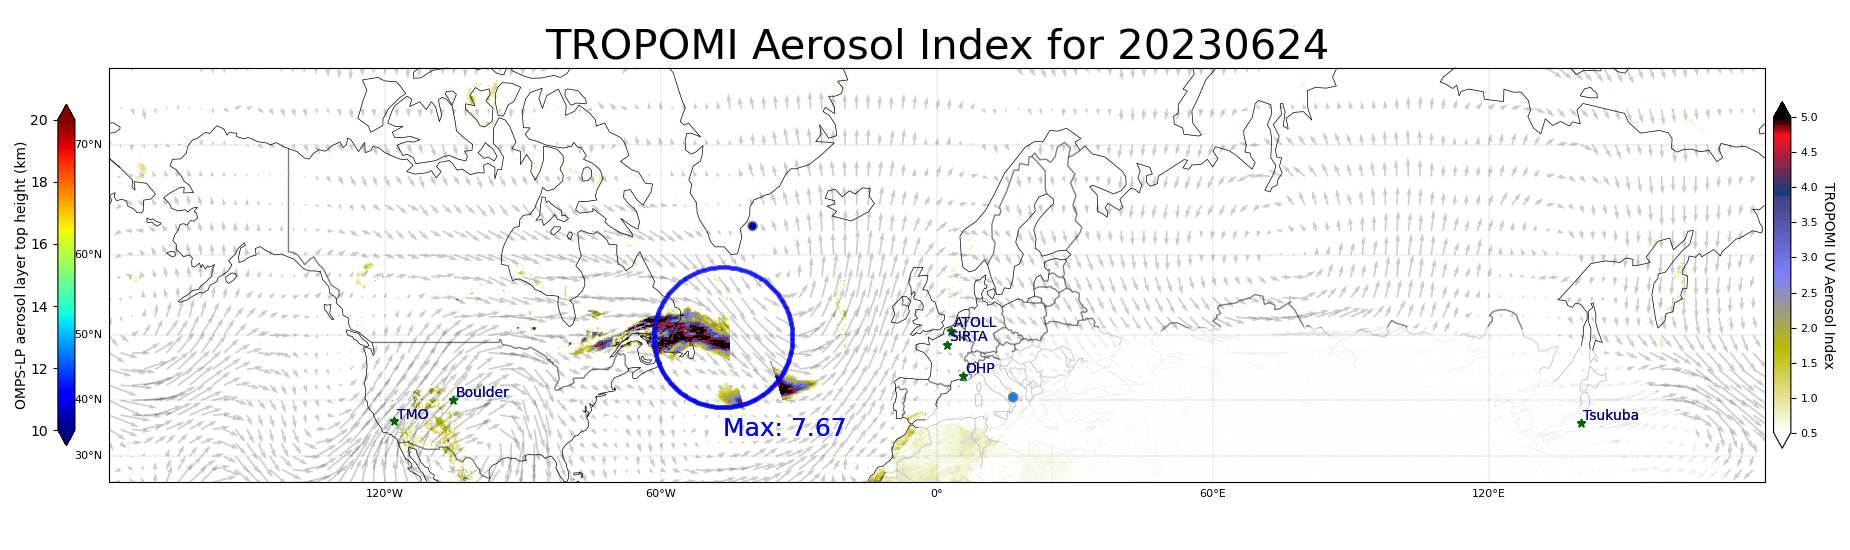 TROPOMI Aerosol Index for 20230624
OMPS-LP aerosol layer top height (km)
20
18
16
14
12
10
70°N
60°N
50°N
40°N
30°N
120°W
60°W
0°
60°E
120°E
ATOLL
SIRTA
OHP
Boulder
TMO
Tsukuba
Max: 7.67
5.0
4.5
4.0
3.5
3.0
2.5
2.0
1.5
1.0
0.5
TROPOMI UV Aerosol Index